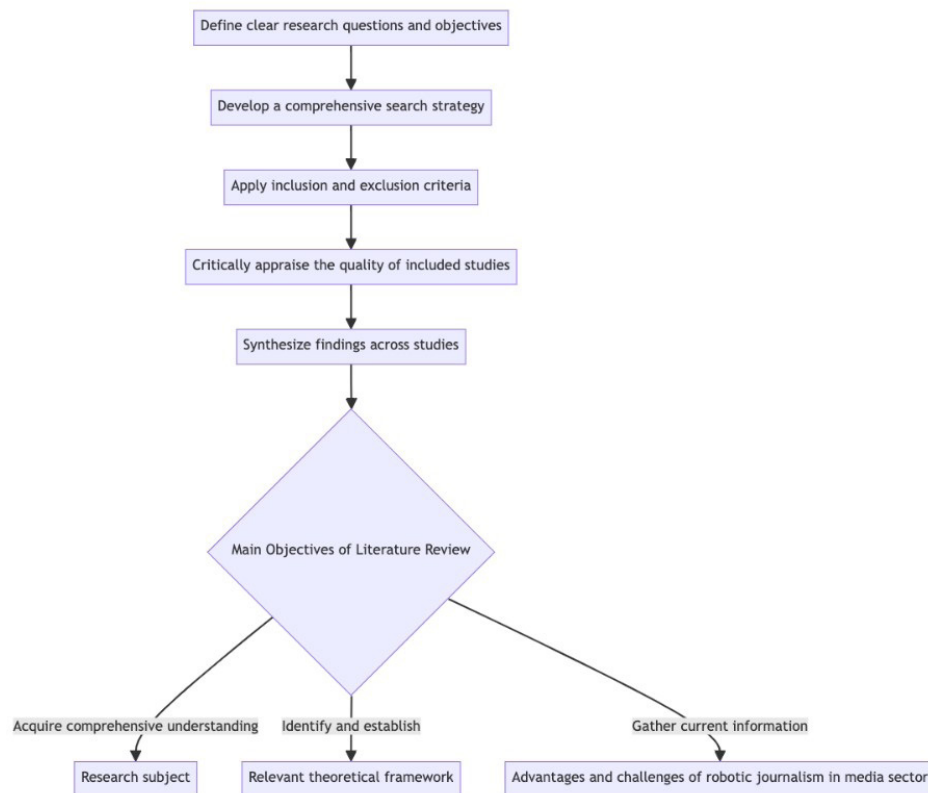 Define clear research questions and objectives
Develop a comprehensive search strategy
Apply inclusion and exclusion criteria
Critically appraise the quality of included studies
Synthesize findings across studies
Main Objectives of Literature Review
Acquire comprehensive understanding
Identify and establish
Gather current information
Research subject
Relevant theoretical framework
Advantages and challenges of robotic journalism in media sector